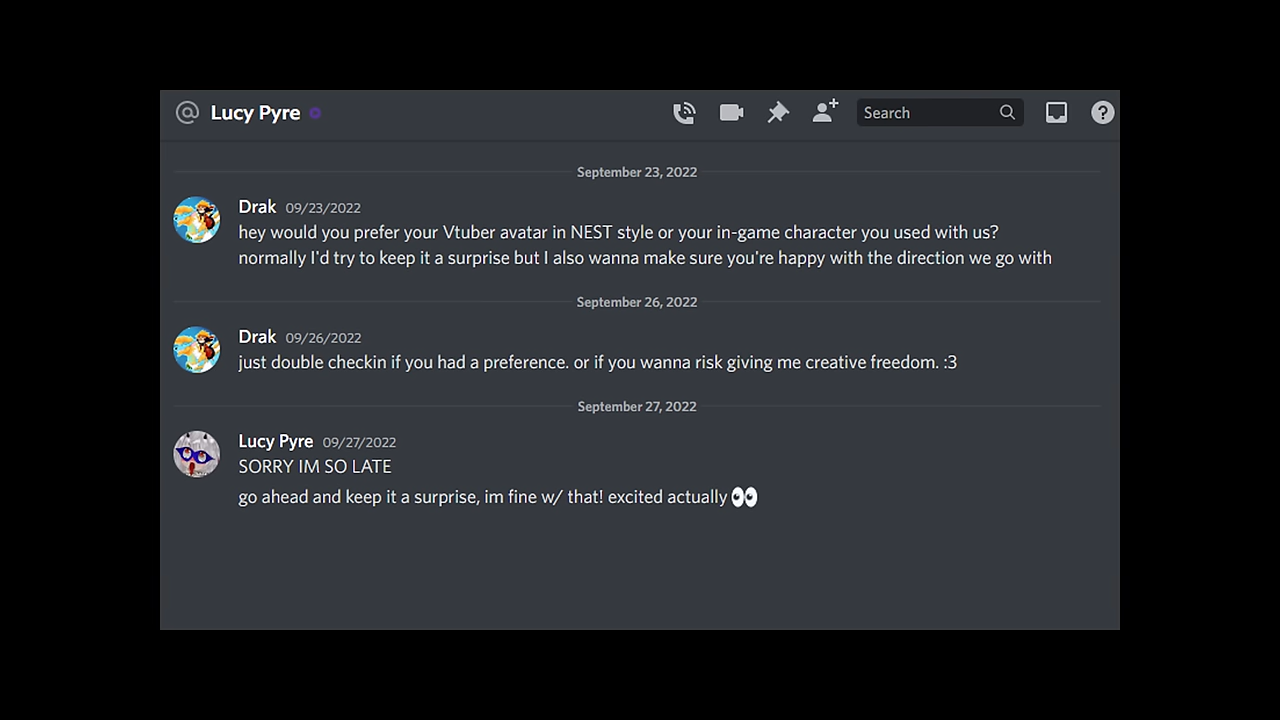 @ Lucy Pyre
Search
September 23, 2022
Drak 09/23/2022
hey would you prefer your Vtuber avatar in NEST style or your in-game character you used with us?
normally I'd try to keep it a surprise but I also wanna make sure you're happy with the direction we go with
September 26, 2022
Drak 09/26/2022
just double checkin if you had a preference. or if you wanna risk giving me creative freedom. :3
September 27, 2022
Lucy Pyre 09/27/2022
SORRY IM SO LATE
go ahead and keep it a surprise, im fine w/ that! excited actually 👀